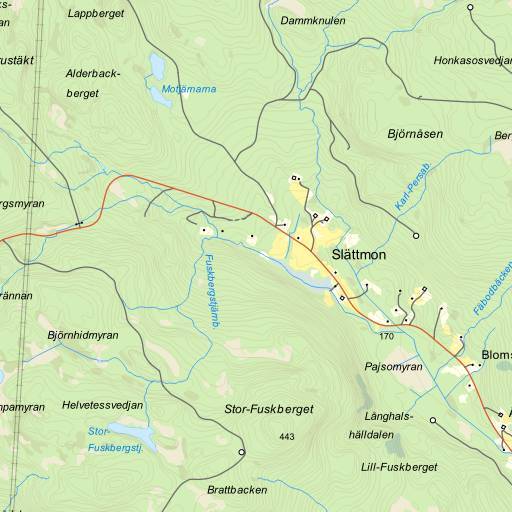 Lappberget
Dammknulen
Honkasosvedjan
Alderback-
berget
Motjärnarna
Björnåsen
Karl-Persab.
Slättmon
Fuskbergstjärnb.
Fäbodbäcken
Björnhidmyran
170
Pajsomyran
Helvetessvedjan
Stor-Fuskberget
Långhals-
hälldalen
443
Stor-
Fuskbergstj.
Lill-Fuskberget
Brattbacken